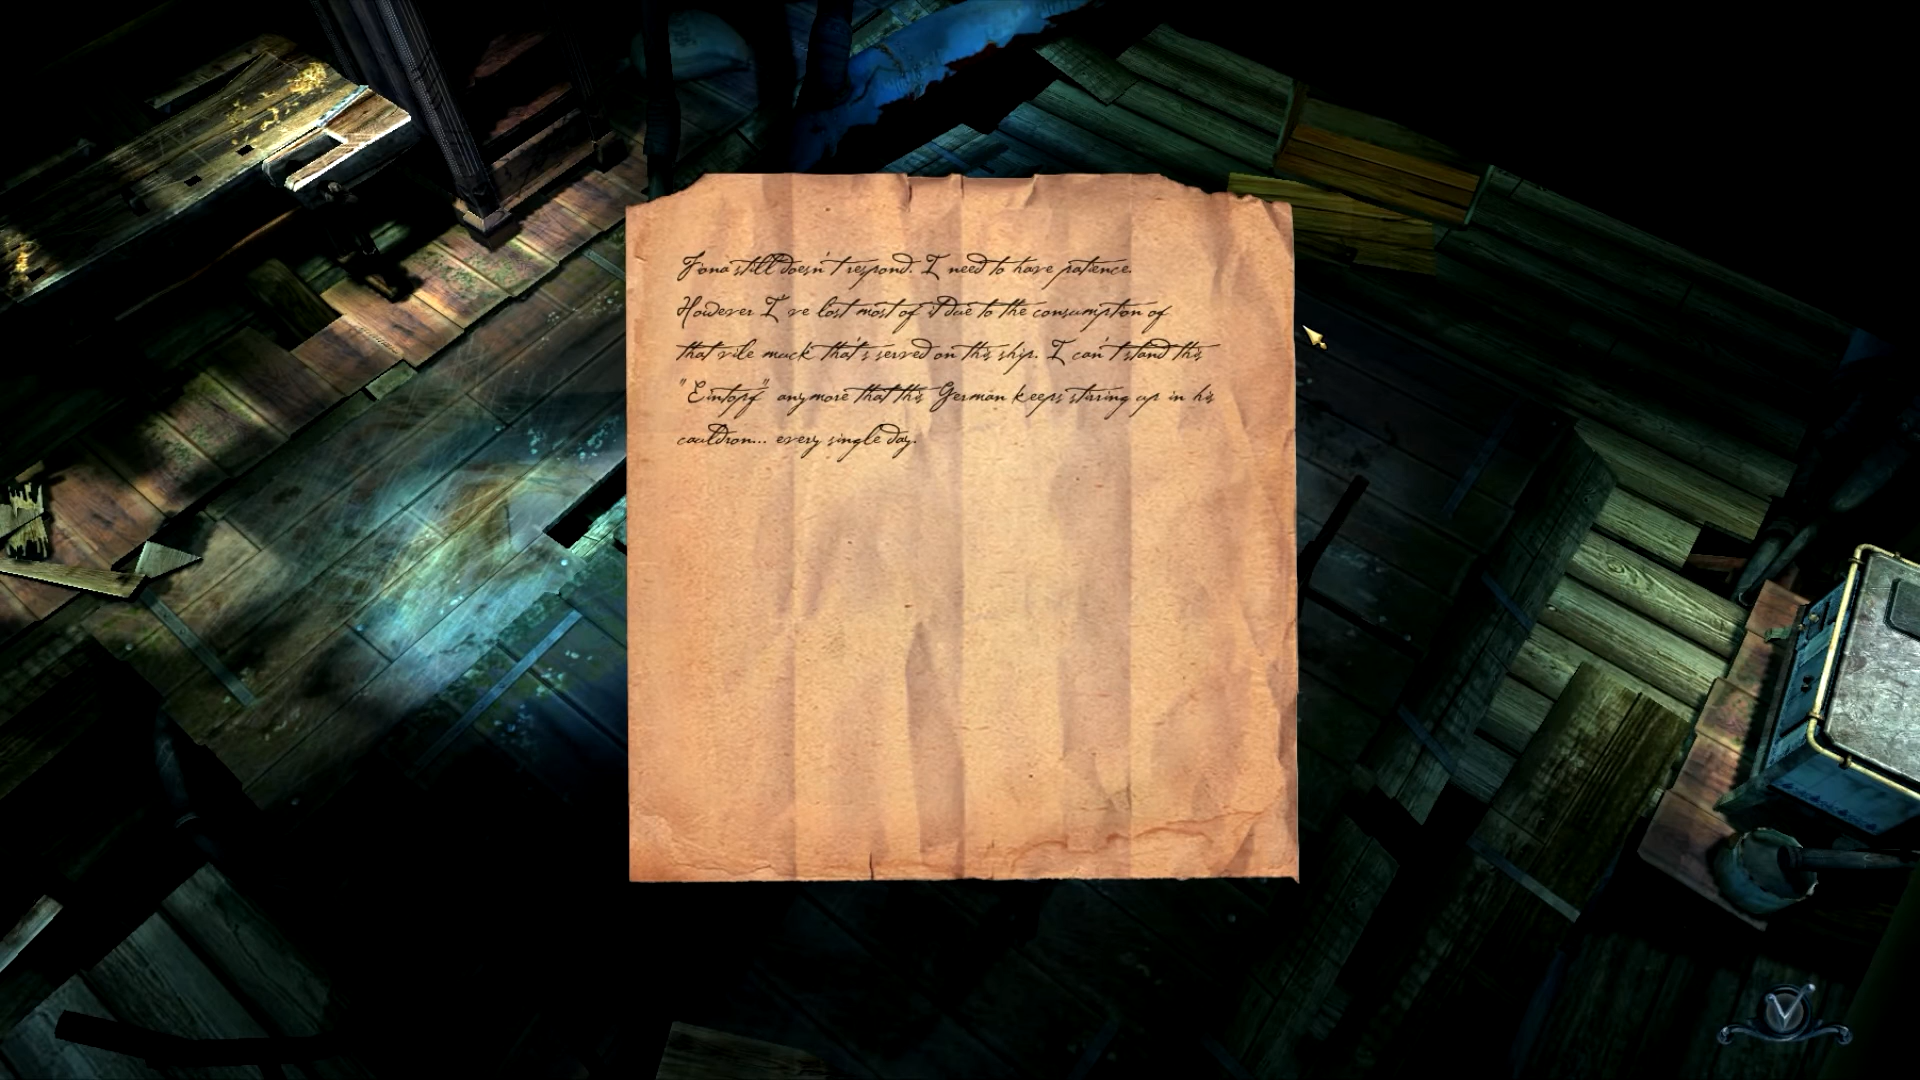 Fona still doesn't respond. I need to have patience.
However I've lost most of it due to the consumption of
that vile muck that's served on this ship. I can't stand this
"Eintopf" anymore that this German keeps stirring up in his
cauldron... every single day.